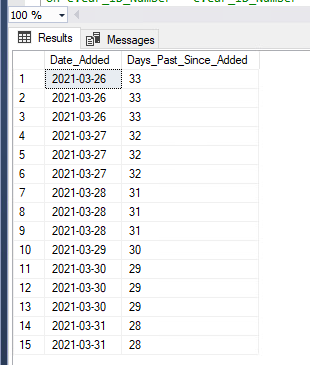 100 %
Results Messages
Date_Added Days_Past_Since_Added
1 2021-03-26 33
2 2021-03-26 33
3 2021-03-26 33
4 2021-03-27 32
5 2021-03-27 32
6 2021-03-27 32
7 2021-03-28 31
8 2021-03-28 31
9 2021-03-28 31
10 2021-03-29 30
11 2021-03-30 29
12 2021-03-30 29
13 2021-03-30 29
14 2021-03-31 28
15 2021-03-31 28